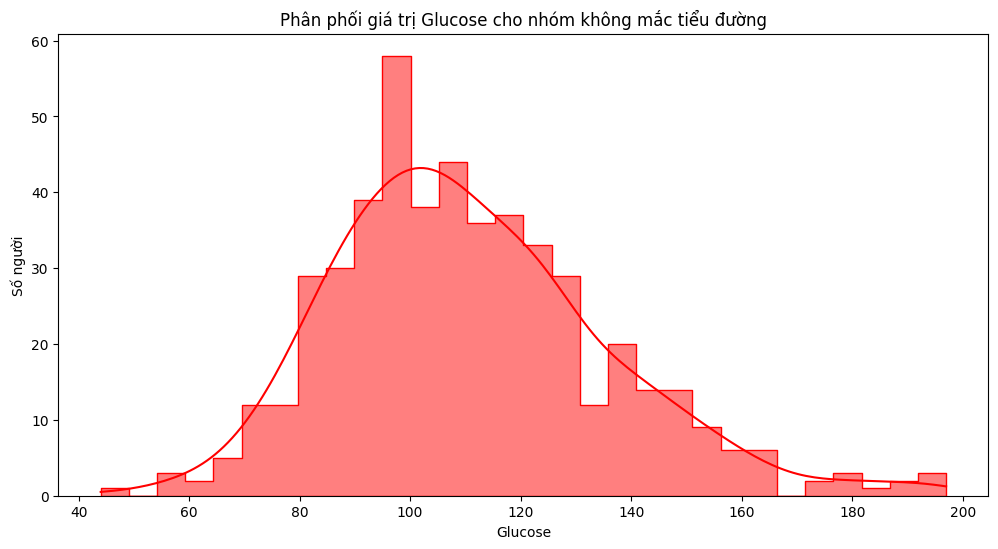 Phân phối giá trị Glucose cho nhóm không mắc tiểu đường
60
50
40
30
20
10
0
Số người
40 60 80 100 120 140 160 180 200
Glucose